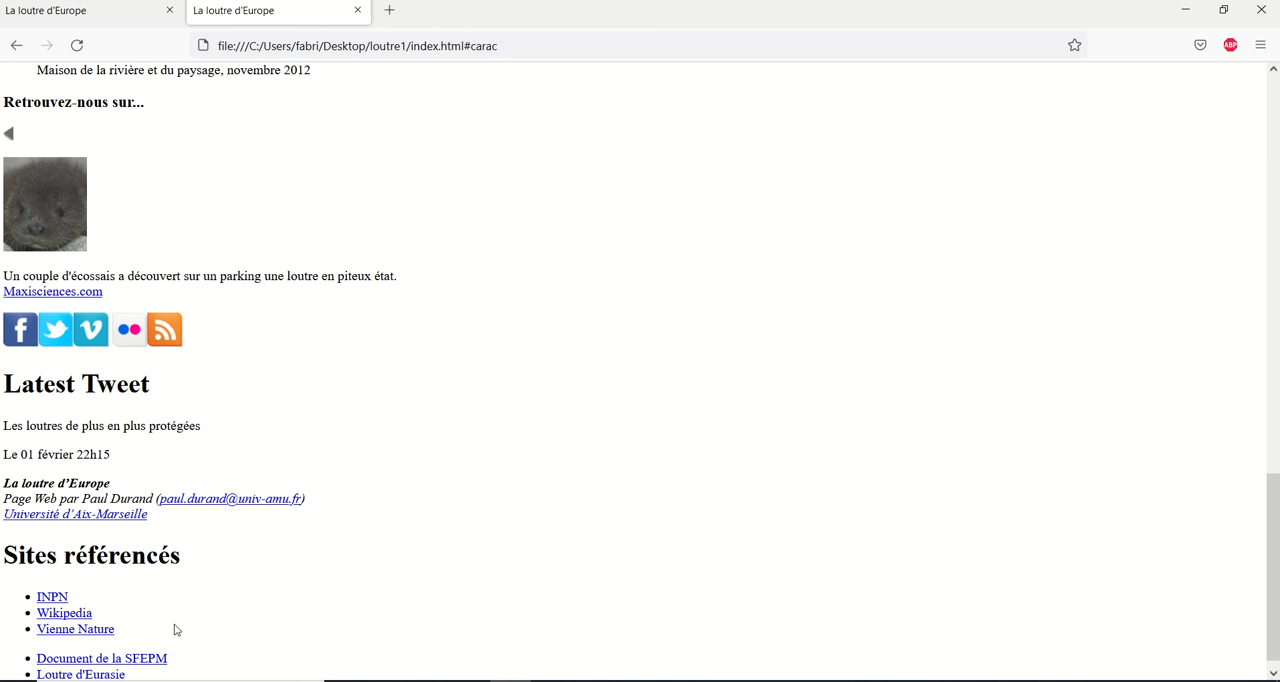 La loutre d'Europe
La loutre d'Europe
file:///C:/Users/fabri/Desktop/loutre1/index.html#carac
ABP
Maison de la rivière et du paysage, novembre 2012
Retrouvez-nous sur...
Un couple d'écossais a découvert sur un parking une loutre en piteux état.
Maxisciences.com
Latest Tweet
Les loutres de plus en plus protégées
Le 01 février 22h15
La loutre d’Europe
Page Web par Paul Durand (paul.durand@univ-amu.fr)
Université d’Aix-Marseille
Sites référencés
INPN
Wikipedia
Vienne Nature
Document de la SFEPM
Loutre d'Eurasie